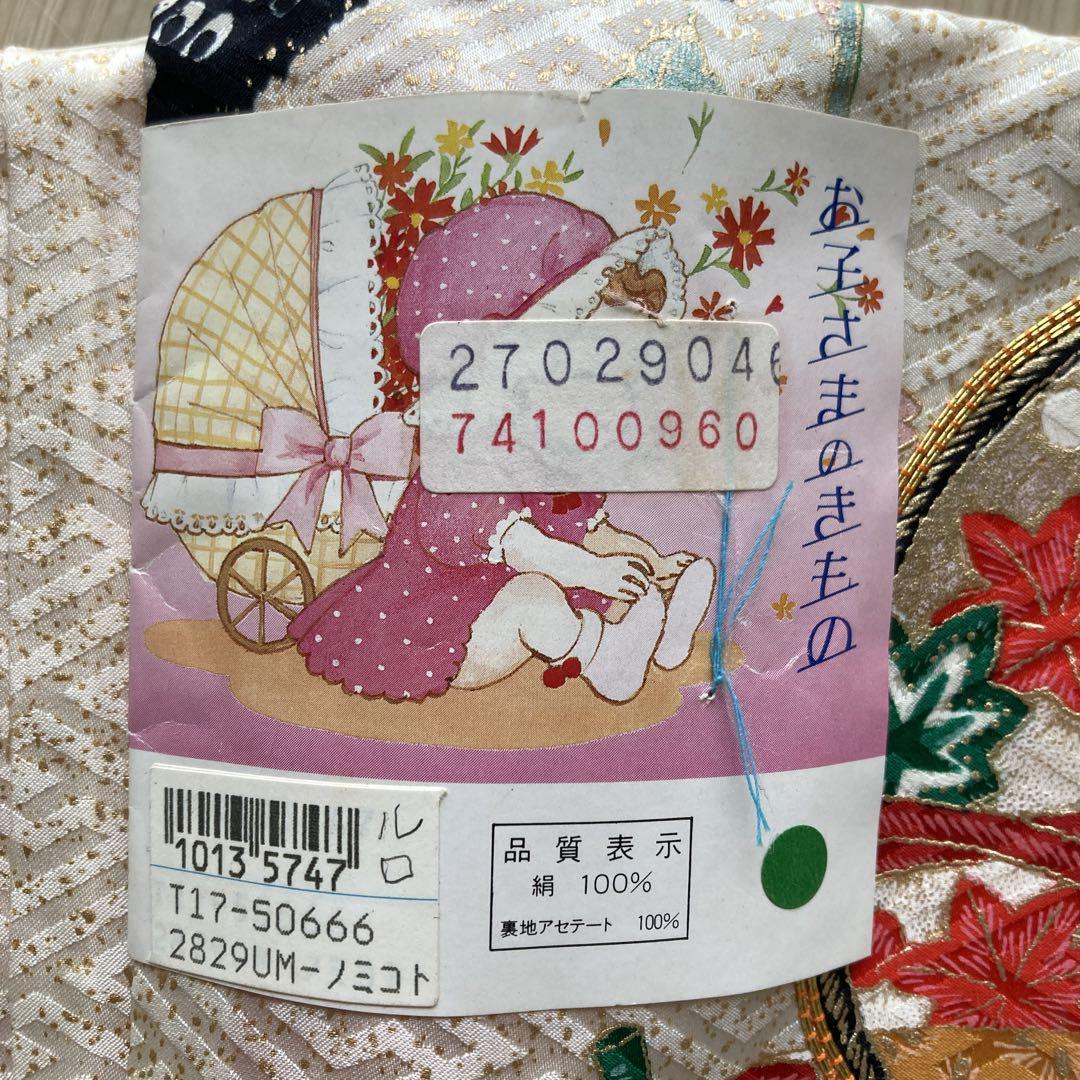 お子さまのきもの
27029046
74100960
ルロ
1013 5747
T17-50666
2829UM-ノミコト
品質表示
絹 100%
裏地アセテート 100%